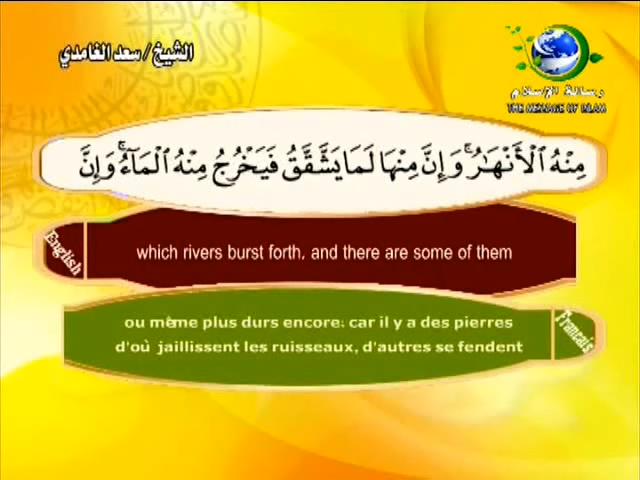 الشيخ / سعد الغامدي
رسالة الإسلام
THE MESSAGE OF ISLAM
مِنْهُ ٱلْأَنْهَٰرُ ۚ وَإِنَّ مِنْهَا لَمَا يَشَّقَّقُ فَيَخْرُجُ مِنْهُ ٱلْمَآءُ ۚ وَإِنَّ
English
which rivers burst forth, and there are some of them
ou même plus durs encore; car il y a des pierres
d'où jaillissent les ruisseaux, d'autres se fendent
Francais